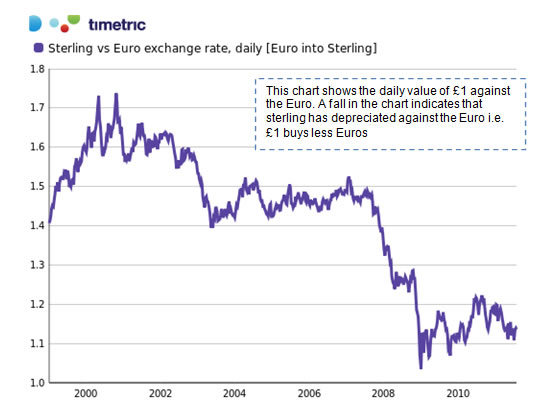 timetric
Sterling vs Euro exchange rate, daily [Euro into Sterling]
1.8
This chart shows the daily value of £1 against
the Euro. A fall in the chart indicates that
sterling has depreciated against the Euro i.e.
£1 buys less Euros
1.7
1.6
1.5
1.4
1.3
1.2
1.1
1.0
2000 2002 2004 2006 2008 2010